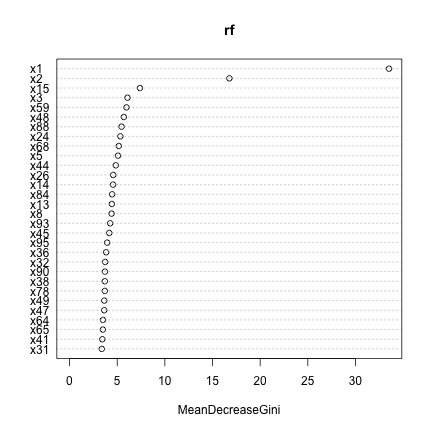 rf
x1
x2
x15
x3
x59
x48
x88
x24
x68
x5
x44
x26
x14
x84
x13
x8
x93
x45
x95
x36
x32
x90
x38
x78
x49
x47
x64
x65
x41
x31
0 5 10 15 20 25 30
MeanDecreaseGini